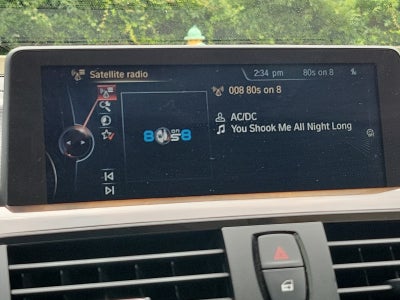 Satellite radio
2:34 pm
80s on 8
008 80s on 8
AC/DC
You Shook Me All Night Long
8 on 8